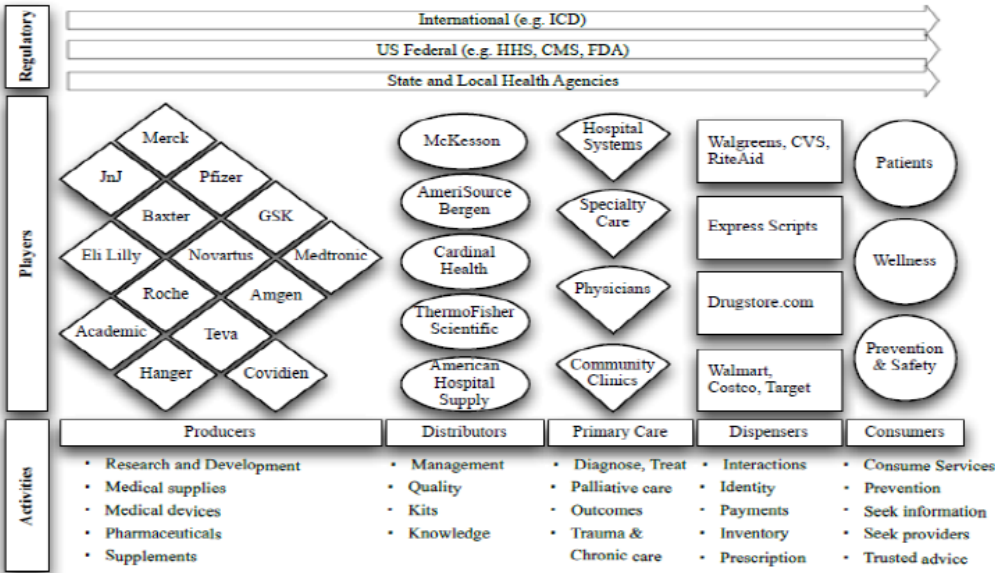 Regulatory
International (e.g. ICD)
US Federal (e.g. HHS, CMS, FDA)
State and Local Health Agencies
Players
Merck
JnJ
Pfizer
Baxter
GSK
Eli Lilly
Novartus
Medtronic
Roche
Amgen
Academic
Teva
Hanger
Covidien
McKesson
AmeriSource
Bergen
Cardinal
Health
ThermoFisher
Scientific
American
Hospital
Supply
Hospital
Systems
Specialty
Care
Physicians
Community
Clinics
Walgreens, CVS,
RiteAid
Express Scripts
Drugstore.com
Walmart,
Costco, Target
Patients
Wellness
Prevention
& Safety
Activities
Producers
• Research and Development
• Medical supplies
• Medical devices
• Pharmaceuticals
• Supplements
Distributors
• Management
• Quality
• Kits
• Knowledge
Primary Care
• Diagnose, Treat
• Palliative care
• Outcomes
• Trauma &
Chronic care
Dispensers
• Interactions
• Identity
• Payments
• Inventory
• Prescription
Consumers
• Consume Services
• Prevention
• Seek information
• Seek providers
• Trusted advice